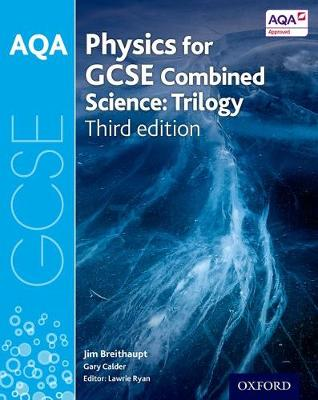 AQA
Physics for
GCSE Combined
Science: Trilogy
Third edition
AQA
Approved
GCSE
Jim Breithaupt
Gary Calder
Editor: Lawrie Ryan
OXFORD